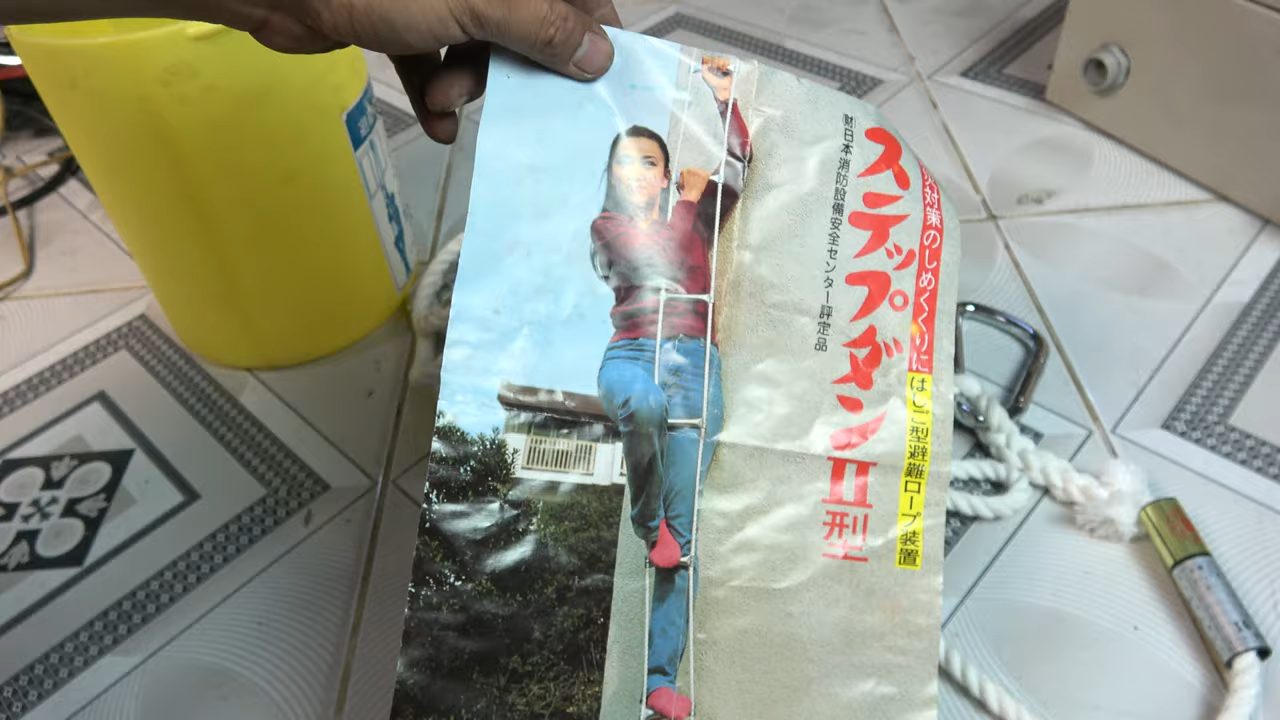 対策のしめくくりに
はしご型避難ロープ装置
ステップダンII型
(財)日本消防設備安全センター評定品